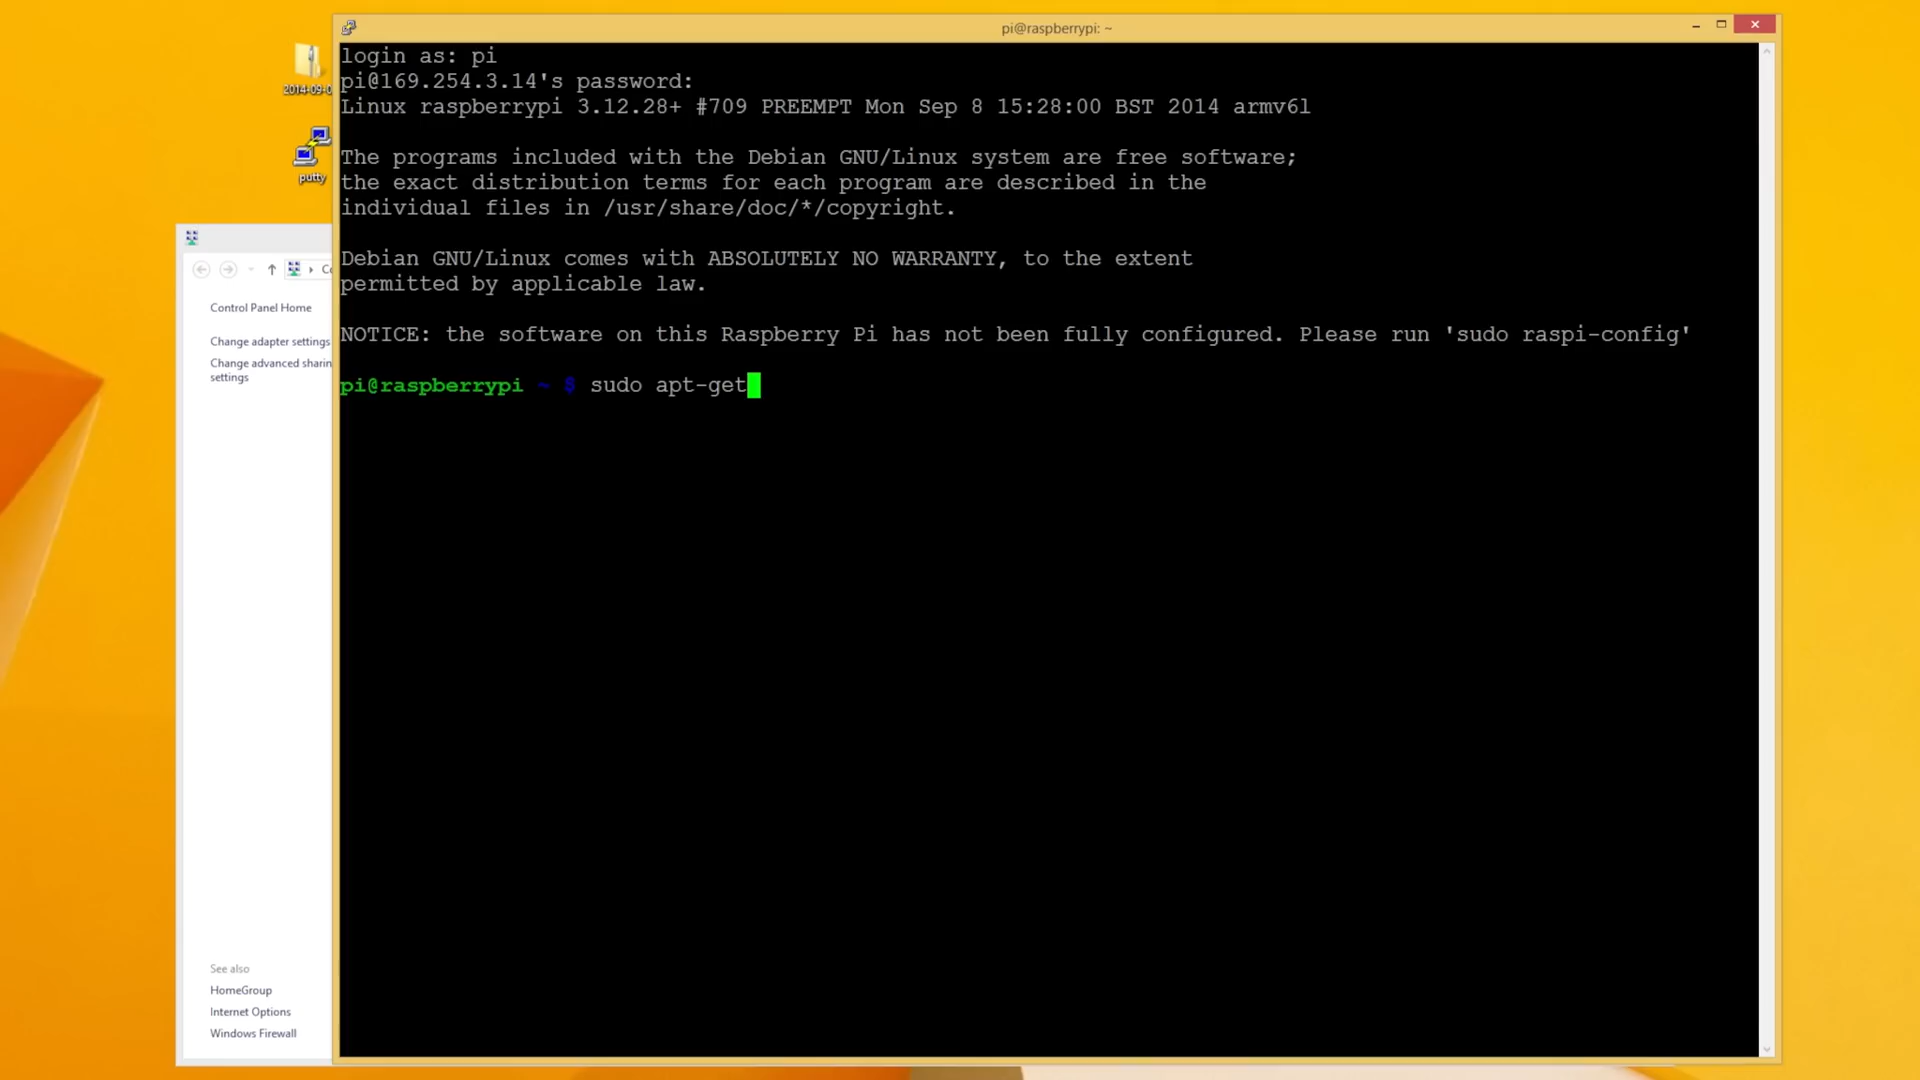 pi@raspberrypi: ~
login as: pi
pi@169.254.3.14's password:
Linux raspberrypi 3.12.28+ #709 PREEMPT Mon Sep 8 15:28:00 BST 2014 armv6l
The programs included with the Debian GNU/Linux system are free software;
the exact distribution terms for each program are described in the
individual files in /usr/share/doc/*/copyright.
Debian GNU/Linux comes with ABSOLUTELY NO WARRANTY, to the extent
permitted by applicable law.
NOTICE: the software on this Raspberry Pi has not been fully configured. Please run 'sudo raspi-config'
pi@raspberrypi ~ $ sudo apt-get
2014-09-0
putty
Control Panel Home
Change adapter settings
Change advanced sharin
settings
See also
HomeGroup
Internet Options
Windows Firewall